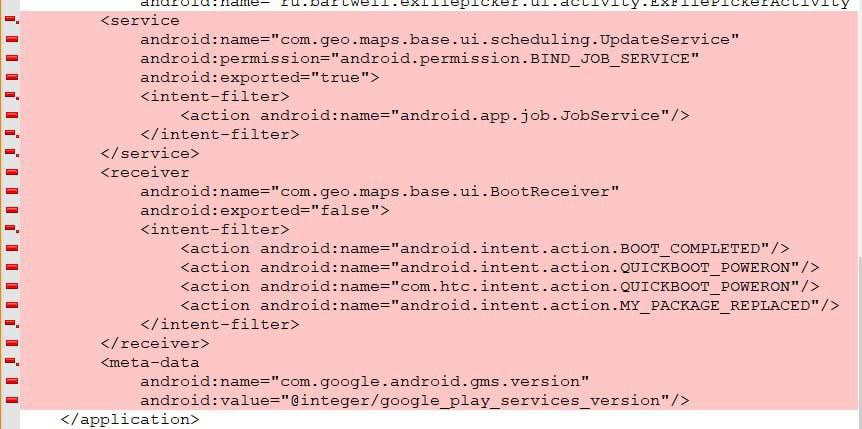 android:name="ru.bartwell.exfilepicker.ui.activity.ExFilePickerActivity
<service
android:name="com.geo.maps.base.ui.scheduling.UpdateService"
android:permission="android.permission.BIND_JOB_SERVICE"
android:exported="true">
<intent-filter>
<action android:name="android.app.job.JobService"/>
</intent-filter>
</service>
<receiver
android:name="com.geo.maps.base.ui.BootReceiver"
android:exported="false">
<intent-filter>
<action android:name="android.intent.action.BOOT_COMPLETED"/>
<action android:name="android.intent.action.QUICKBOOT_POWERON"/>
<action android:name="com.htc.intent.action.QUICKBOOT_POWERON"/>
<action android:name="android.intent.action.MY_PACKAGE_REPLACED"/>
</intent-filter>
</receiver>
<meta-data
android:name="com.google.android.gms.version"
android:value="@integer/google_play_services_version"/>
</application>